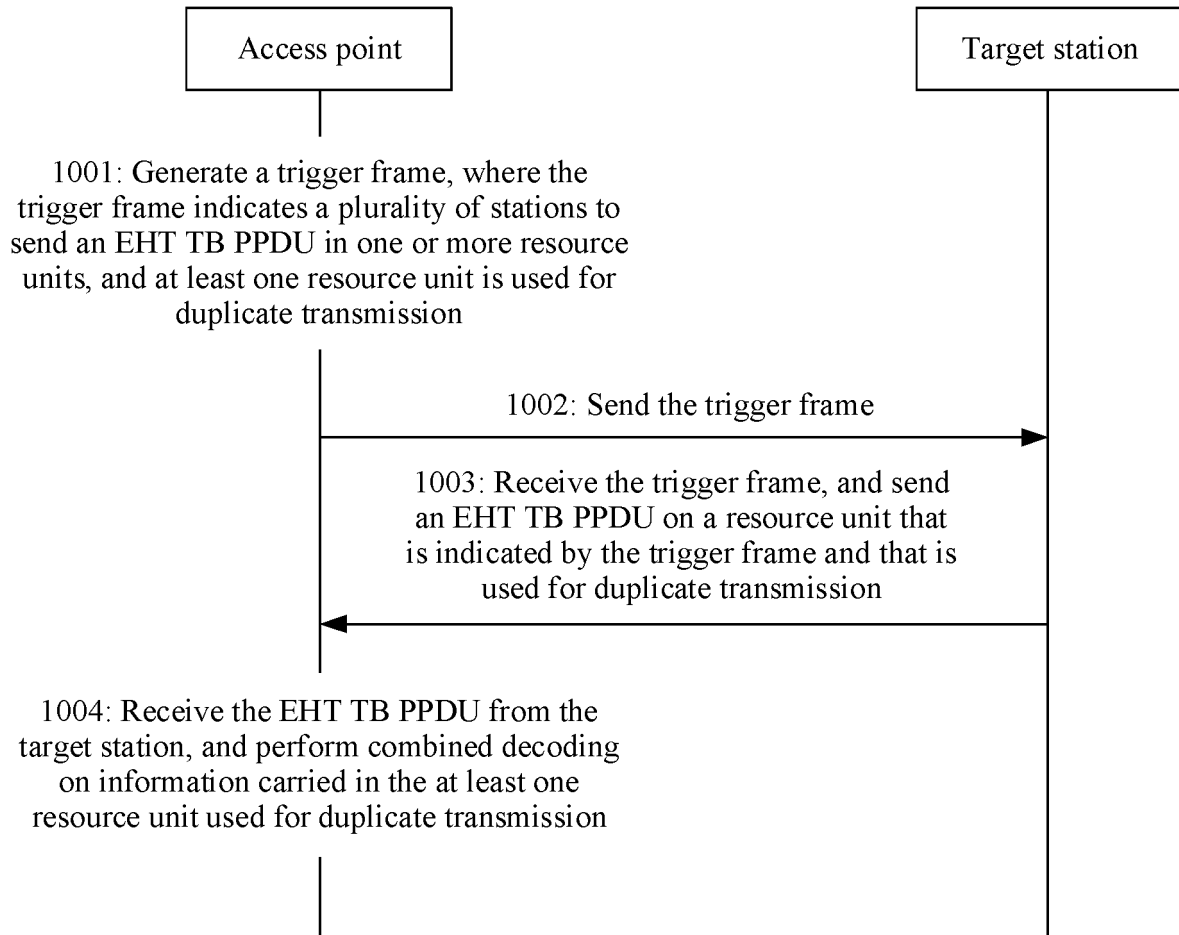 Access point
Target station
1001: Generate a trigger frame, where the
trigger frame indicates a plurality of stations to
send an EHT TB PPDU in one or more resource
units, and at least one resource unit is used for
duplicate transmission
1002: Send the trigger frame
1003: Receive the trigger frame, and send
an EHT TB PPDU on a resource unit that
is indicated by the trigger frame and that is
used for duplicate transmission
1004: Receive the EHT TB PPDU from the
target station, and perform combined decoding
on information carried in the at least one
resource unit used for duplicate transmission